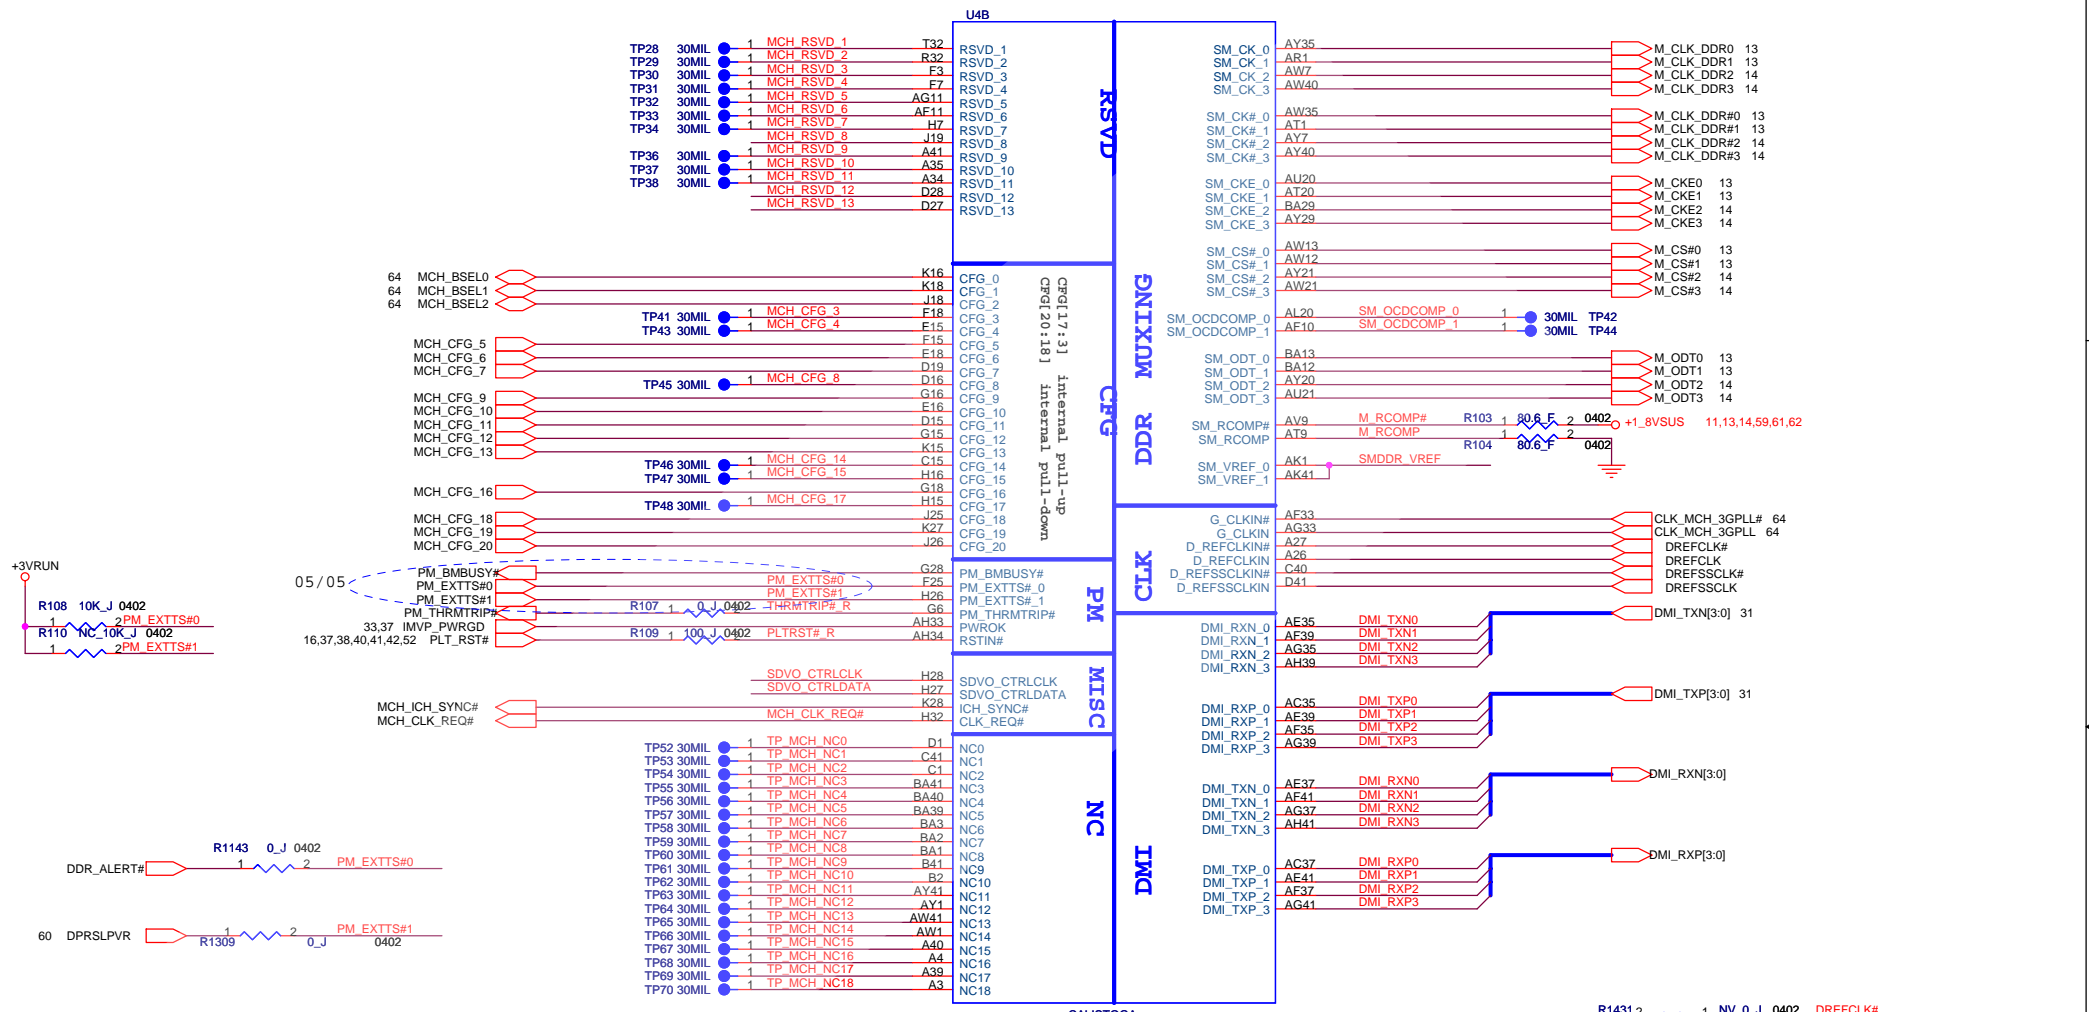 U4B
TP28 30MIL 1 MCH_RSVD_1 T32 RSVD_1
TP29 30MIL 1 MCH_RSVD_2 R32 RSVD_2
TP30 30MIL 1 MCH_RSVD_3 F3 RSVD_3
TP31 30MIL 1 MCH_RSVD_4 F7 RSVD_4
TP32 30MIL 1 MCH_RSVD_5 AG11 RSVD_5
TP33 30MIL 1 MCH_RSVD_6 AF11 RSVD_6
TP34 30MIL 1 MCH_RSVD_7 H7 RSVD_7
MCH_RSVD_8 J19 RSVD_8
TP36 30MIL 1 MCH_RSVD_9 A41 RSVD_9
TP37 30MIL 1 MCH_RSVD_10 A35 RSVD_10
TP38 30MIL 1 MCH_RSVD_11 A34 RSVD_11
MCH_RSVD_12 D28 RSVD_12
MCH_RSVD_13 D27 RSVD_13
RSVD
64 MCH_BSEL0 K16 CFG_0
64 MCH_BSEL1 K18 CFG_1
64 MCH_BSEL2 J18 CFG_2
TP41 30MIL 1 MCH_CFG_3 F18 CFG_3
TP43 30MIL 1 MCH_CFG_4 E15 CFG_4
MCH_CFG_5 F15 CFG_5
MCH_CFG_6 E18 CFG_6
MCH_CFG_7 D19 CFG_7
TP45 30MIL 1 MCH_CFG_8 D16 CFG_8
MCH_CFG_9 G16 CFG_9
MCH_CFG_10 E16 CFG_10
MCH_CFG_11 D15 CFG_11
MCH_CFG_12 G15 CFG_12
MCH_CFG_13 K15 CFG_13
TP46 30MIL 1 MCH_CFG_14 C15 CFG_14
TP47 30MIL 1 MCH_CFG_15 H16 CFG_15
MCH_CFG_16 G18 CFG_16
TP48 30MIL 1 MCH_CFG_17 H15 CFG_17
MCH_CFG_18 J25 CFG_18
MCH_CFG_19 K27 CFG_19
MCH_CFG_20 J26 CFG_20
CFG[17:3] internal pull-up
CFG[20:18] internal pull-down
CFG
05/05
PM_BMBUSY# G28 PM_BMBUSY#
PM_EXTTS#0 PM_EXTTS#0 F25 PM_EXTTS#_0
PM_EXTTS#1 PM_EXTTS#1 H26 PM_EXTTS#_1
PM_THRMTRIP# R107 1 0_J 2 0402 THRMTRIP#_R G6 PM_THMTRIP#
33,37 IMVP_PWRGD AH33 PWROK
16,37,38,40,41,42,52 PLT_RST# R109 1 100_J 2 0402 PLTRST#_R AH34 RSTIN#
PM
+3VRUN
R108 10K_J 0402
1 2 PM_EXTTS#0
R110 NC_10K_J 0402
1 2 PM_EXTTS#1
SDVO_CTRLCLK H28 SDVO_CTRLCLK
SDVO_CTRLDATA H27 SDVO_CTRLDATA
MCH_ICH_SYNC# K28 ICH_SYNC#
MCH_CLK_REQ# MCH_CLK_REQ# H32 CLK_REQ#
MISC
TP52 30MIL 1 TP_MCH_NC0 D1 NC0
TP53 30MIL 1 TP_MCH_NC1 C41 NC1
TP54 30MIL 1 TP_MCH_NC2 C1 NC2
TP55 30MIL 1 TP_MCH_NC3 BA41 NC3
TP56 30MIL 1 TP_MCH_NC4 BA40 NC4
TP57 30MIL 1 TP_MCH_NC5 BA39 NC5
TP58 30MIL 1 TP_MCH_NC6 BA3 NC6
TP59 30MIL 1 TP_MCH_NC7 BA2 NC7
TP60 30MIL 1 TP_MCH_NC8 BA1 NC8
TP61 30MIL 1 TP_MCH_NC9 B41 NC9
TP62 30MIL 1 TP_MCH_NC10 B2 NC10
TP63 30MIL 1 TP_MCH_NC11 AY41 NC11
TP64 30MIL 1 TP_MCH_NC12 AY1 NC12
TP65 30MIL 1 TP_MCH_NC13 AW41 NC13
TP66 30MIL 1 TP_MCH_NC14 AW1 NC14
TP67 30MIL 1 TP_MCH_NC15 A40 NC15
TP68 30MIL 1 TP_MCH_NC16 A4 NC16
TP69 30MIL 1 TP_MCH_NC17 A39 NC17
TP70 30MIL 1 TP_MCH_NC18 A3 NC18
NC
R1143 0_J 0402
DDR_ALERT# 1 2 PM_EXTTS#0
60 DPRSLPVR 1 2 PM_EXTTS#1
R1309 0_J 0402
SM_CK_0 AY35 M_CLK_DDR0 13
SM_CK_1 AR1 M_CLK_DDR1 13
SM_CK_2 AW7 M_CLK_DDR2 14
SM_CK_3 AW40 M_CLK_DDR3 14
SM_CK#_0 AW35 M_CLK_DDR#0 13
SM_CK#_1 AT1 M_CLK_DDR#1 13
SM_CK#_2 AY7 M_CLK_DDR#2 14
SM_CK#_3 AY40 M_CLK_DDR#3 14
SM_CKE_0 AU20 M_CKE0 13
SM_CKE_1 AT20 M_CKE1 13
SM_CKE_2 BA29 M_CKE2 14
SM_CKE_3 AY29 M_CKE3 14
SM_CS#_0 AW13 M_CS#0 13
SM_CS#_1 AW12 M_CS#1 13
SM_CS#_2 AY21 M_CS#2 14
SM_CS#_3 AW21 M_CS#3 14
SM_OCDCOMP_0 AL20 SM_OCDCOMP_0 1 30MIL TP42
SM_OCDCOMP_1 AF10 SM_OCDCOMP_1 1 30MIL TP44
SM_ODT_0 BA13 M_ODT0 13
SM_ODT_1 BA12 M_ODT1 13
SM_ODT_2 AY20 M_ODT2 14
SM_ODT_3 AU21 M_ODT3 14
SM_RCOMP# AV9 M_RCOMP# R103 1 80.6_F 2 0402 +1_8VSUS 11,13,14,59,61,62
SM_RCOMP AT9 M_RCOMP R104 1 80.6_F 2 0402
SM_VREF_0 AK1 SMDDR_VREF
SM_VREF_1 AK41
DDR MUXING
G_CLKIN# AF33 CLK_MCH_3GPLL# 64
G_CLKIN AG33 CLK_MCH_3GPLL 64
D_REFCLKIN# A27 DREFCLK#
D_REFCLKIN A26 DREFCLK
D_REFSSCLKIN# C40 DREFSSCLK#
D_REFSSCLKIN D41 DREFSSCLK
CLK
DMI_TXN[3:0] 31
DMI_RXN_0 AE35 DMI_TXN0
DMI_RXN_1 AF39 DMI_TXN1
DMI_RXN_2 AG35 DMI_TXN2
DMI_RXN_3 AH39 DMI_TXN3
DMI_TXP[3:0] 31
DMI_RXP_0 AC35 DMI_TXP0
DMI_RXP_1 AE39 DMI_TXP1
DMI_RXP_2 AF35 DMI_TXP2
DMI_RXP_3 AG39 DMI_TXP3
DMI_RXN[3:0]
DMI_TXN_0 AE37 DMI_RXN0
DMI_TXN_1 AF41 DMI_RXN1
DMI_TXN_2 AG37 DMI_RXN2
DMI_TXN_3 AH41 DMI_RXN3
DMI_RXP[3:0]
DMI_TXP_0 AC37 DMI_RXP0
DMI_TXP_1 AE41 DMI_RXP1
DMI_TXP_2 AF37 DMI_RXP2
DMI_TXP_3 AG41 DMI_RXP3
DMI
R1431 2 1 NV_0_J 0402 DREFCLK#